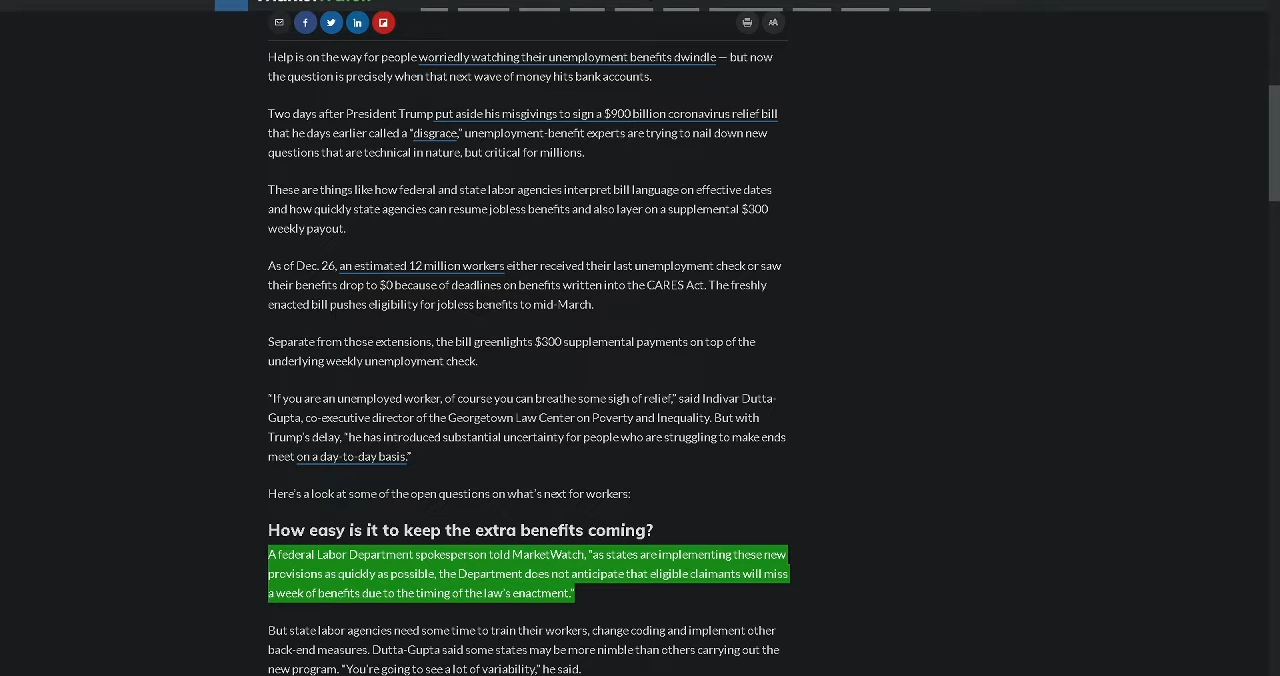 Help is on the way for people worriedly watching their unemployment benefits dwindle — but now
the question is precisely when that next wave of money hits bank accounts.
Two days after President Trump put aside his misgivings to sign a $900 billion coronavirus relief bill
that he days earlier called a “disgrace,” unemployment-benefit experts are trying to nail down new
questions that are technical in nature, but critical for millions.
These are things like how federal and state labor agencies interpret bill language on effective dates
and how quickly state agencies can resume jobless benefits and also layer on a supplemental $300
weekly payout.
As of Dec. 26, an estimated 12 million workers either received their last unemployment check or saw
their benefits drop to $0 because of deadlines on benefits written into the CARES Act. The freshly
enacted bill pushes eligibility for jobless benefits to mid-March.
Separate from those extensions, the bill greenlights $300 supplemental payments on top of the
underlying weekly unemployment check.
“If you are an unemployed worker, of course you can breathe some sigh of relief,” said Indivar Dutta-
Gupta, co-executive director of the Georgetown Law Center on Poverty and Inequality. But with
Trump’s delay, “he has introduced substantial uncertainty for people who are struggling to make ends
meet on a day-to-day basis.”
Here’s a look at some of the open questions on what’s next for workers:
How easy is it to keep the extra benefits coming?
A federal Labor Department spokesperson told MarketWatch, “as states are implementing these new
provisions as quickly as possible, the Department does not anticipate that eligible claimants will miss
a week of benefits due to the timing of the law’s enactment.”
But state labor agencies need some time to train their workers, change coding and implement other
back-end measures. Dutta-Gupta said some states may be more nimble than others carrying out the
new program. “You’re going to see a lot of variability,” he said.